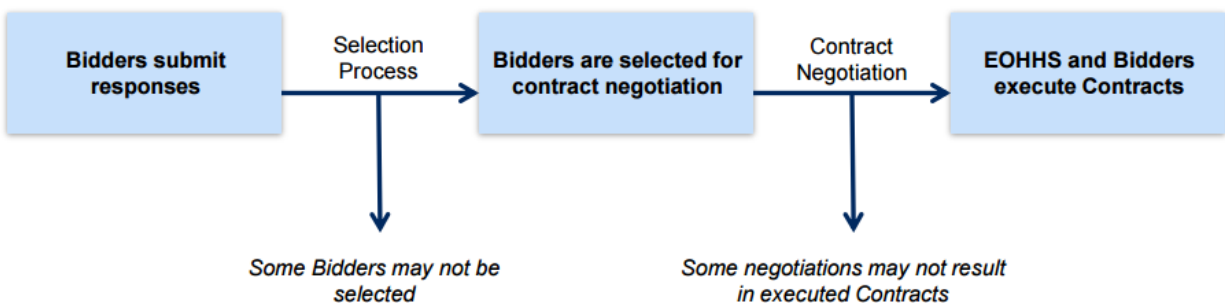 Bidders submit
responses
Selection
Process
Bidders are selected for
contract negotiation
Contract
Negotiation
EOHHS and Bidders
execute Contracts
Some Bidders may not be
selected
Some negotiations may not result
in executed Contracts